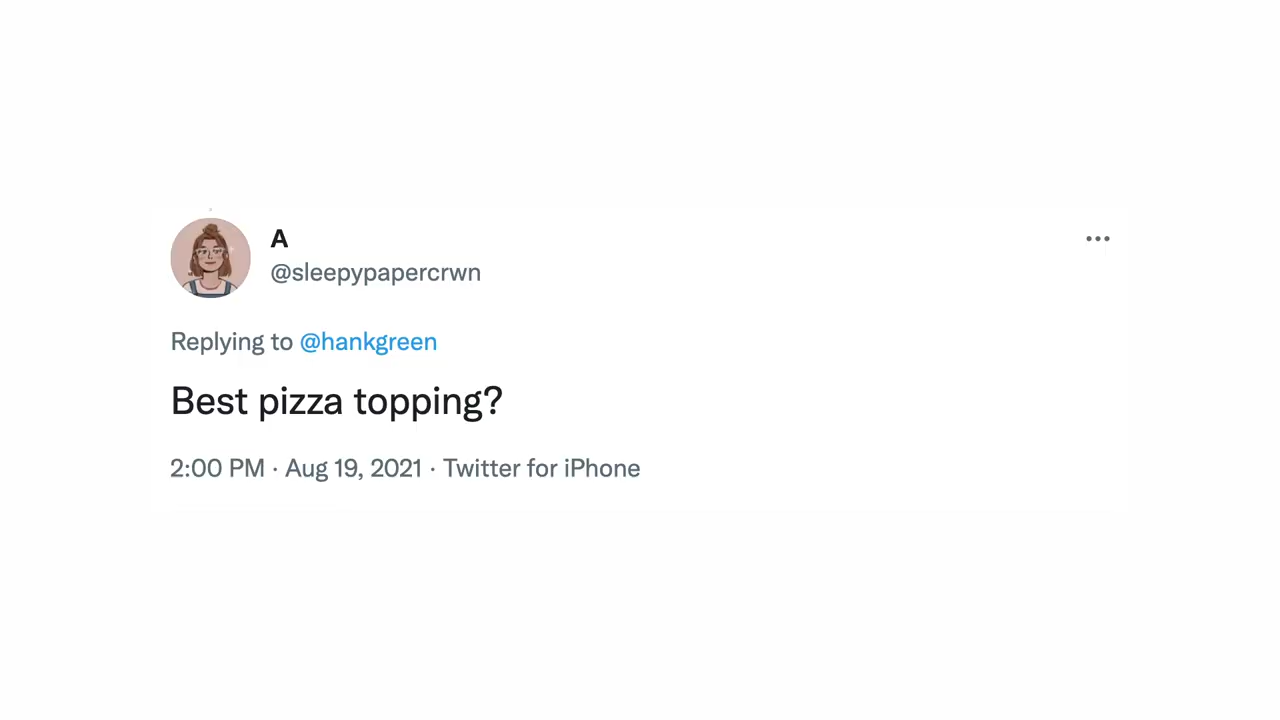 A
@sleepypapercrwn
Replying to @hankgreen
Best pizza topping?
2:00 PM · Aug 19, 2021 · Twitter for iPhone